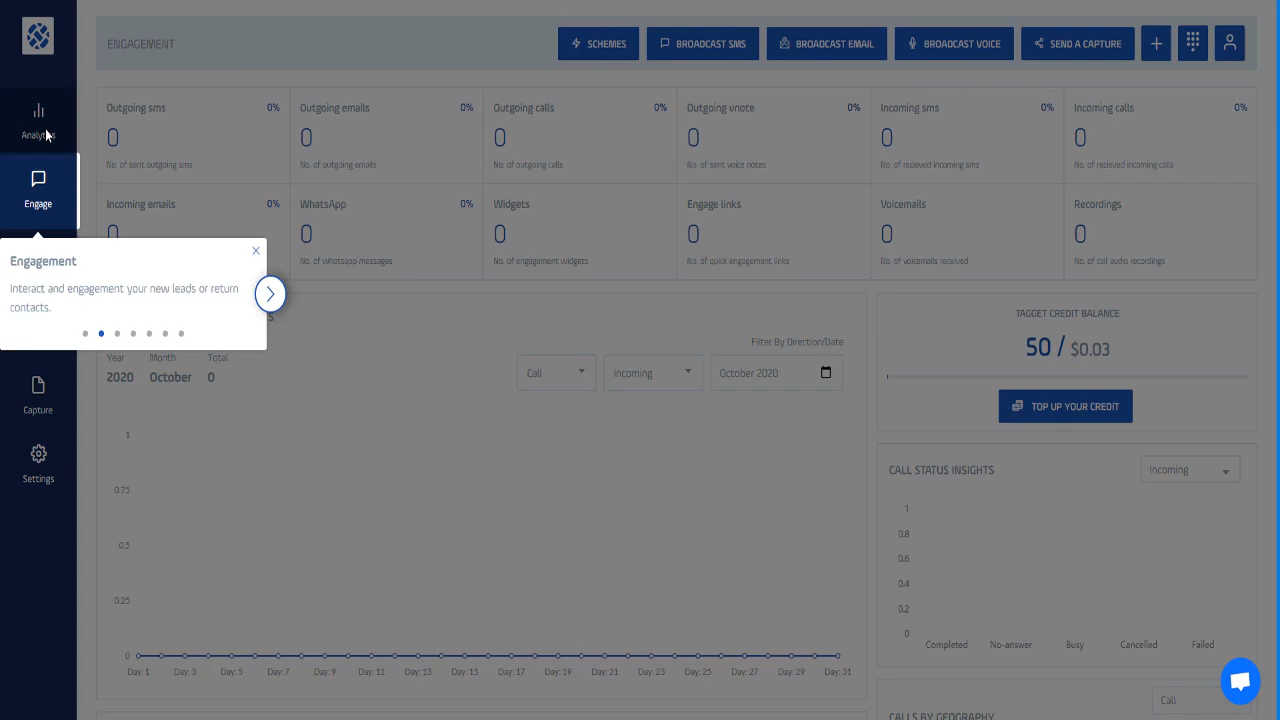 ENGAGEMENT
SCHEMES
BROADCAST SMS
BROADCAST EMAIL
BROADCAST VOICE
SEND A CAPTURE
Analytics
Engage
Capture
Settings
Outgoing sms 0%
0
No. of sent outgoing sms
Outgoing emails 0%
0
No. of outgoing emails
Outgoing calls 0%
0
No. of outgoing calls
Outgoing vnote 0%
0
No. of sent voice notes
Incoming sms 0%
0
No. of recieved incoming sms
Incoming calls 0%
0
No. of recieved incoming calls
Incoming emails 0%
0
WhatsApp 0%
0
No. of whatsapp messages
Widgets
0
No. of engagement widgets
Engage links
0
No. of quick engagement links
Voicemails
0
No. of voicemails received
Recordings
0
No. of call audio recordings
Engagement
Interact and engagement your new leads or return
contacts.
S
Filter By Direction/Date
Year Month Total
2020 October 0
Call
Incoming
October 2020
1
0.75
0.5
0.25
0
Day: 1 Day: 3 Day: 5 Day: 7 Day: 9 Day: 11 Day: 13 Day: 15 Day: 17 Day: 19 Day: 21 Day: 23 Day: 25 Day: 27 Day: 29 Day: 31
TAGGET CREDIT BALANCE
50 / $0.03
TOP UP YOUR CREDIT
CALL STATUS INSIGHTS
Incoming
1
0.8
0.6
0.4
0.2
0
Completed No-answer Busy Cancelled Failed
Call
CALLS BY GEOGRAPHY